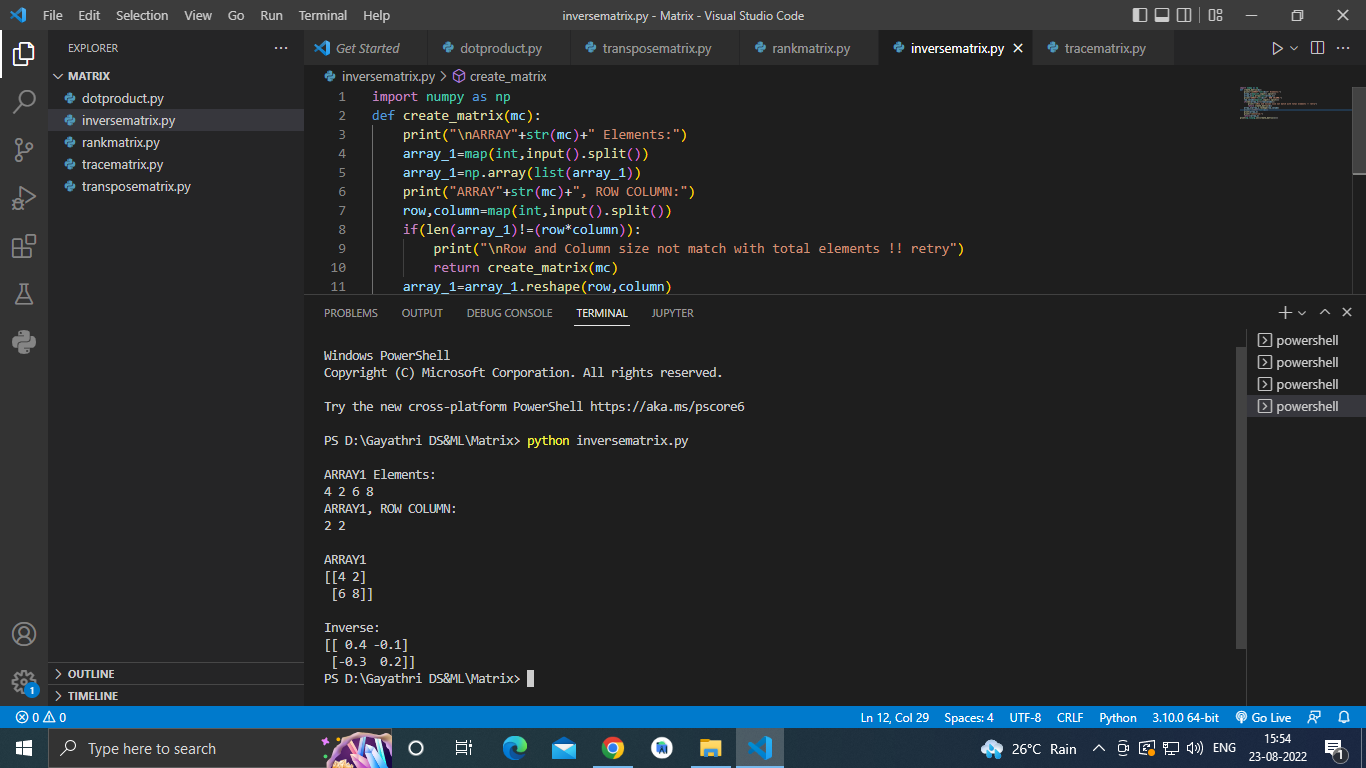 File Edit Selection View Go Run Terminal Help inversematrix.py - Matrix - Visual Studio Code
EXPLORER
MATRIX
dotproduct.py
inversematrix.py
rankmatrix.py
tracematrix.py
transposematrix.py
OUTLINE
TIMELINE
Get Started dotproduct.py transposematrix.py rankmatrix.py inversematrix.py tracematrix.py
inversematrix.py > create_matrix
1 import numpy as np
2 def create_matrix(mc):
3 print("\nARRAY"+str(mc)+" Elements:")
4 array_1=map(int,input().split())
5 array_1=np.array(list(array_1))
6 print("ARRAY"+str(mc)+", ROW COLUMN:")
7 row,column=map(int,input().split())
8 if(len(array_1)!=(row*column)):
9 print("\nRow and Column size not match with total elements !! retry")
10 return create_matrix(mc)
11 array_1=array_1.reshape(row,column)
PROBLEMS OUTPUT DEBUG CONSOLE TERMINAL JUPYTER
Windows PowerShell
Copyright (C) Microsoft Corporation. All rights reserved.
Try the new cross-platform PowerShell https://aka.ms/pscore6
PS D:\Gayathri DS&ML\Matrix> python inversematrix.py
ARRAY1 Elements:
4 2 6 8
ARRAY1, ROW COLUMN:
2 2
ARRAY1
[[4 2]
[6 8]]
Inverse:
[[ 0.4 -0.1]
[-0.3  0.2]]
PS D:\Gayathri DS&ML\Matrix>
powershell
powershell
powershell
powershell
1
0 0 Ln 12, Col 29 Spaces: 4 UTF-8 CRLF Python 3.10.0 64-bit Go Live
Type here to search 26°C Rain ENG 15:54
23-08-2022 1